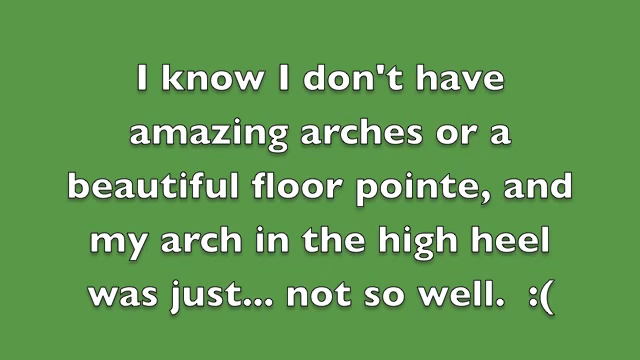 I know I don't have
amazing arches or a
beautiful floor pointe, and
my arch in the high heel
was just... not so well.  :(